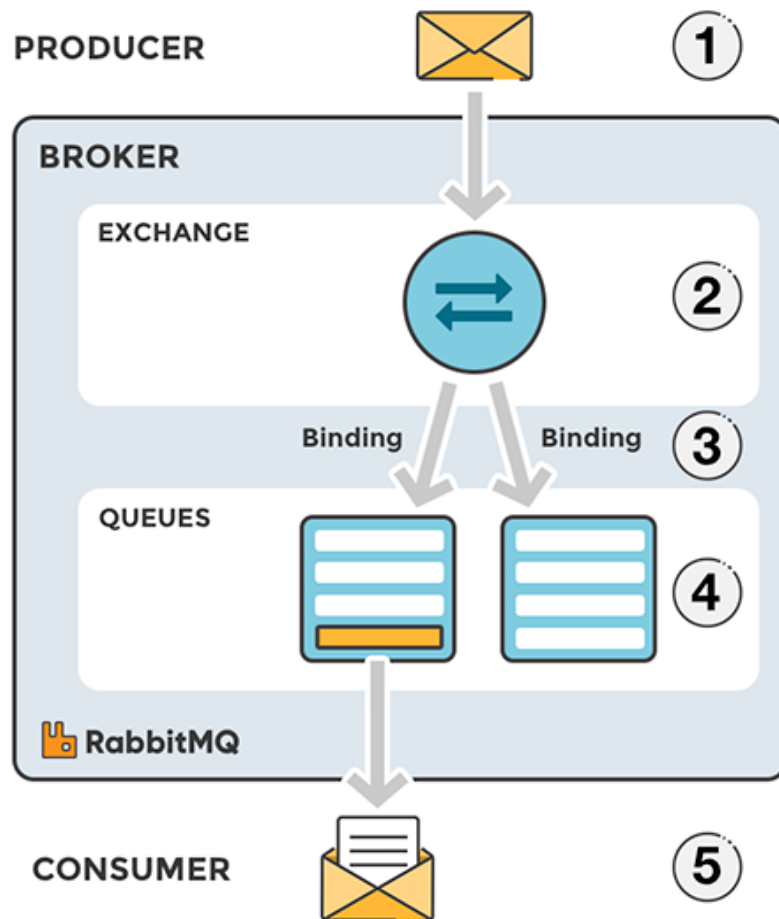 PRODUCER 1
BROKER
EXCHANGE
2
Binding Binding 3
QUEUES
4
RabbitMQ
CONSUMER 5